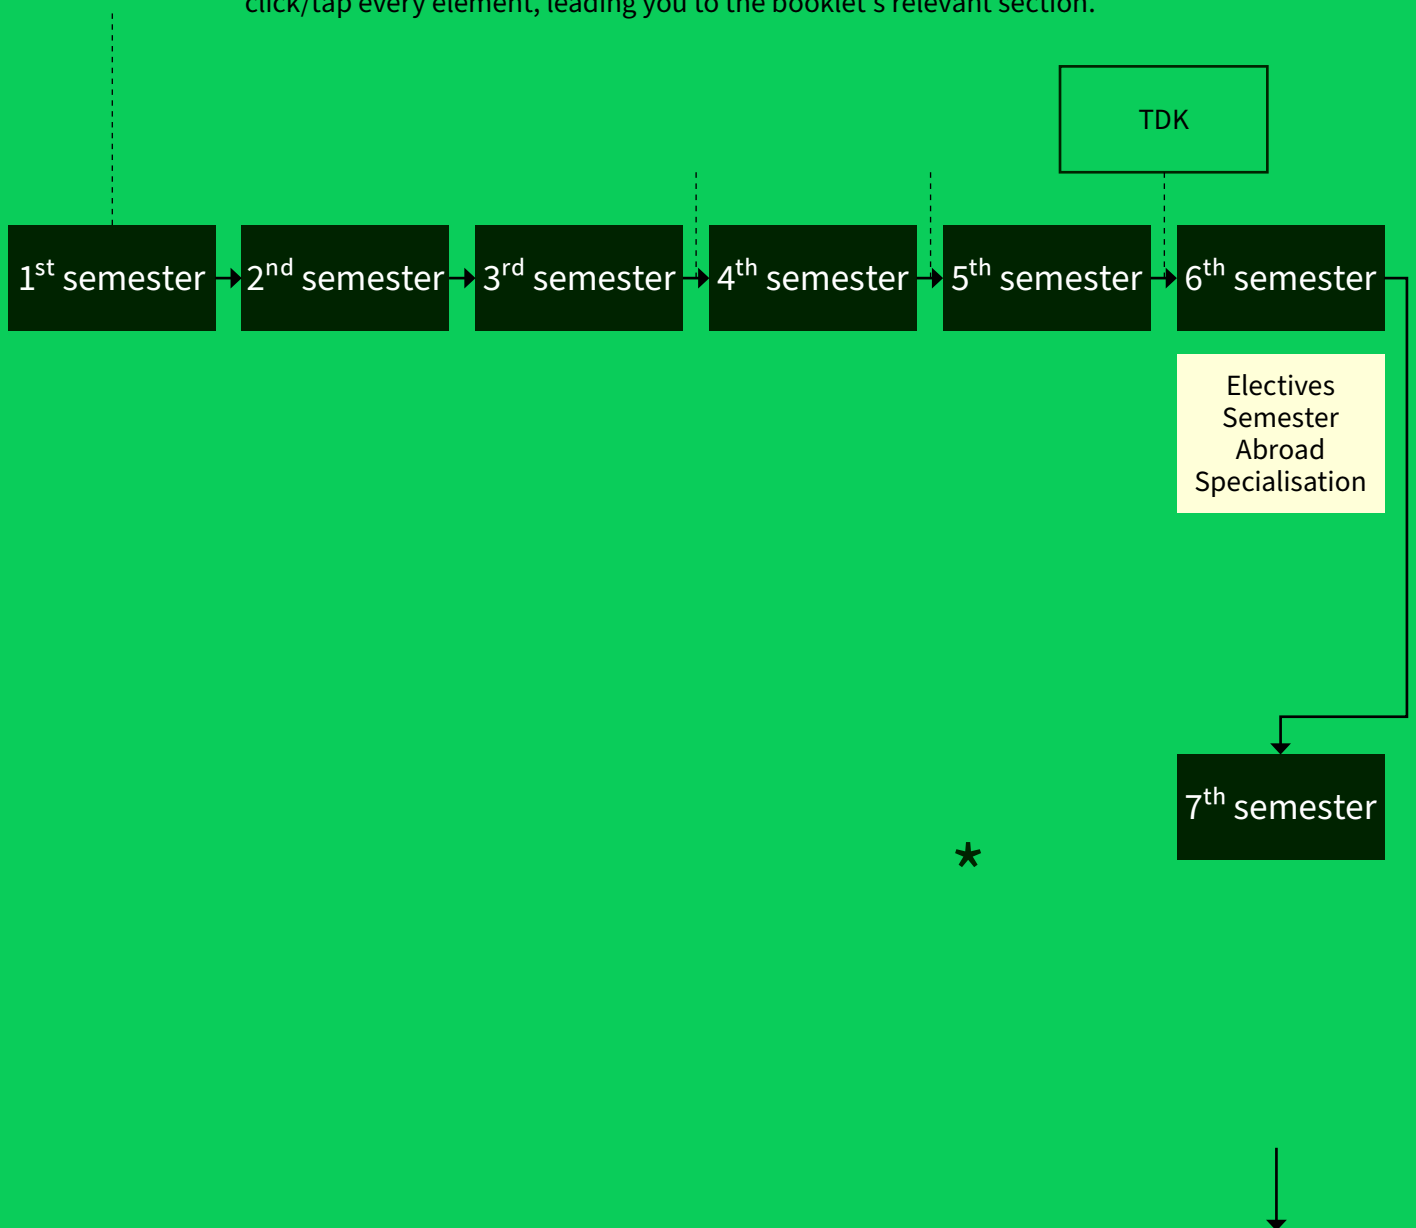 click/tap every element, leading you to the booklet's relevant section.
TDK
1st semester
2nd semester
3rd semester
4th semester
5th semester
6th semester
Electives
Semester
Abroad
Specialisation
7th semester
*